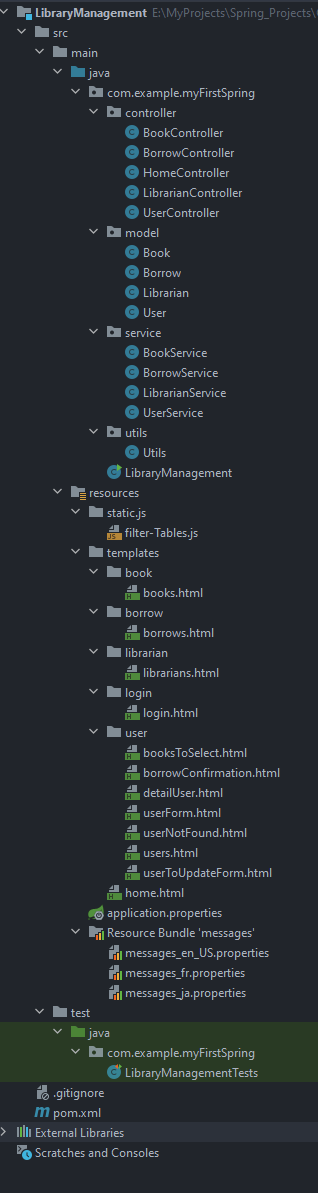 LibraryManagement E:\MyProjects\Spring_Projects\
src
main
java
com.example.myFirstSpring
controller
BookController
BorrowController
HomeController
LibrarianController
UserController
model
Book
Borrow
Librarian
User
service
BookService
BorrowService
LibrarianService
UserService
utils
Utils
LibraryManagement
resources
static.js
filter-Tables.js
templates
book
books.html
borrow
borrows.html
librarian
librarians.html
login
login.html
user
booksToSelect.html
borrowConfirmation.html
detailUser.html
userForm.html
userNotFound.html
users.html
userToUpdateForm.html
home.html
application.properties
Resource Bundle 'messages'
messages_en_US.properties
messages_fr.properties
messages_ja.properties
test
java
com.example.myFirstSpring
LibraryManagementTests
.gitignore
pom.xml
External Libraries
Scratches and Consoles